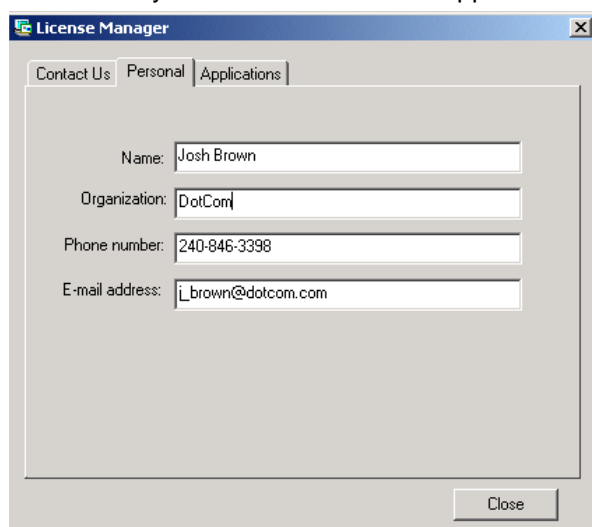 License Manager
Contact Us Personal Applications
Name: Josh Brown
Organization: DotCom
Phone number: 240-846-3398
E-mail address: j_brown@dotcom.com
Close